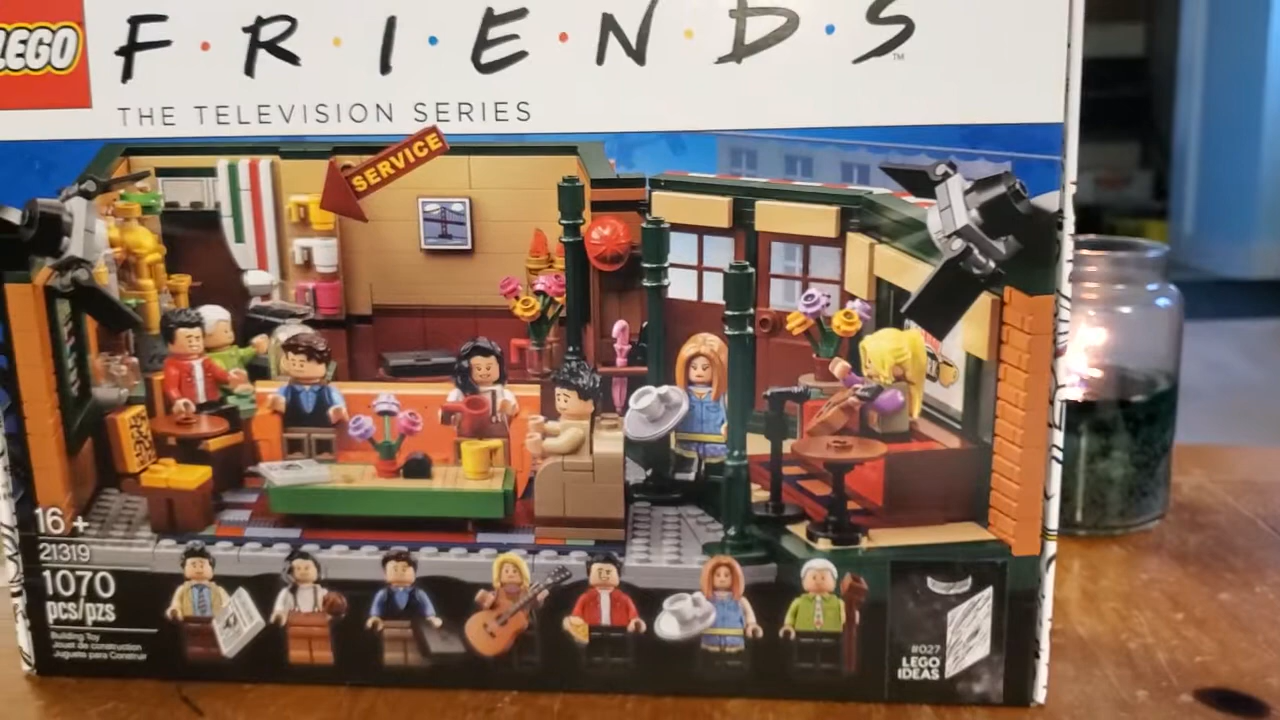 LEGO
F·R·I·E·N·D·S™
THE TELEVISION SERIES
SERVICE
16+
21319
1070
pcs/pzs
Building Toy
Jouet de construction
Juguete para Construir
#027
LEGO
IDEAS